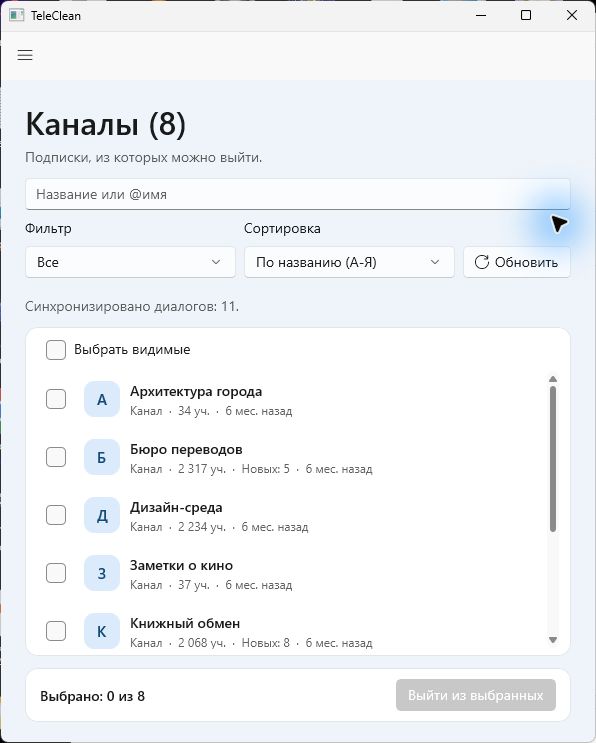 TeleClean
Каналы (8)
Подписки, из которых можно выйти.
Название или @имя
Фильтр
Сортировка
Все
По названию (А-Я)
Обновить
Синхронизировано диалогов: 11.
Выбрать видимые
А
Архитектура города
Канал · 34 уч. · 6 мес. назад
Б
Бюро переводов
Канал · 2 317 уч. · Новых: 5 · 6 мес. назад
Д
Дизайн-среда
Канал · 2 234 уч. · 6 мес. назад
З
Заметки о кино
Канал · 37 уч. · 6 мес. назад
К
Книжный обмен
Канал · 2 068 уч. · Новых: 8 · 6 мес. назад
Выбрано: 0 из 8
Выйти из выбранных